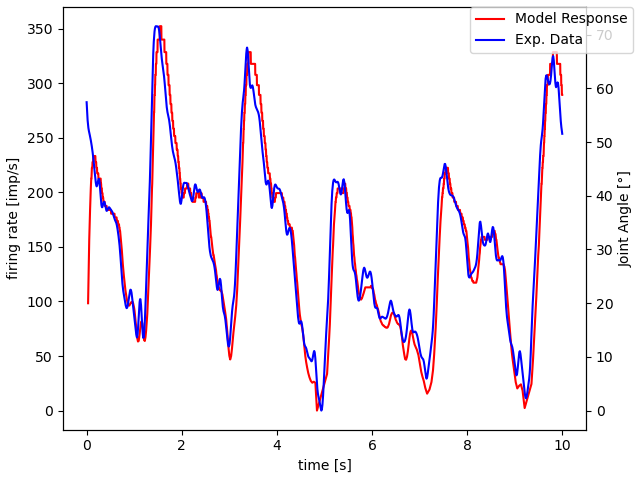 Model Response
Exp. Data
firing rate [imp/s]
350
300
250
200
150
100
50
0
70
60
50
40
30
20
10
0
Joint Angle [°]
0 2 4 6 8 10
time [s]